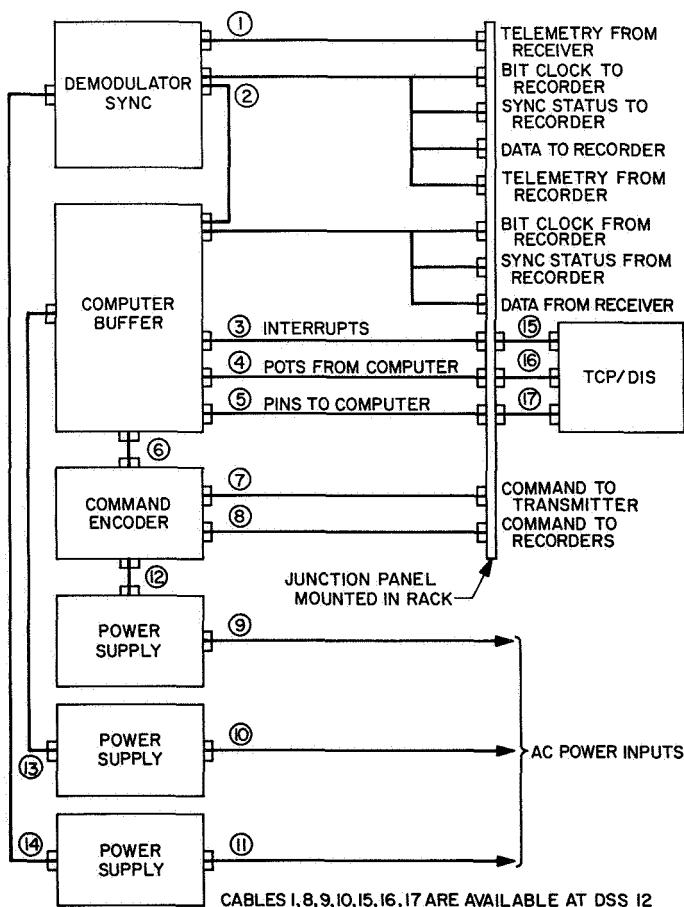 ①
TELEMETRY FROM
RECEIVER
BIT CLOCK TO
RECORDER
DEMODULATOR
SYNC
②
SYNC STATUS TO
RECORDER
DATA TO RECORDER
TELEMETRY FROM
RECORDER
BIT CLOCK FROM
RECORDER
SYNC STATUS FROM
RECORDER
COMPUTER
BUFFER
DATA FROM RECEIVER
③ INTERRUPTS
⑮
④ POTS FROM COMPUTER
⑯
TCP/DIS
⑤ PINS TO COMPUTER
⑰
⑥
COMMAND
ENCODER
⑦
COMMAND TO
TRANSMITTER
⑧
COMMAND TO
RECORDERS
⑫
JUNCTION PANEL
MOUNTED IN RACK
POWER
SUPPLY
⑨
POWER
SUPPLY
⑩
⑬
AC POWER INPUTS
POWER
SUPPLY
⑪
⑭
CABLES 1,8,9,10,15,16,17 ARE AVAILABLE AT DSS 12